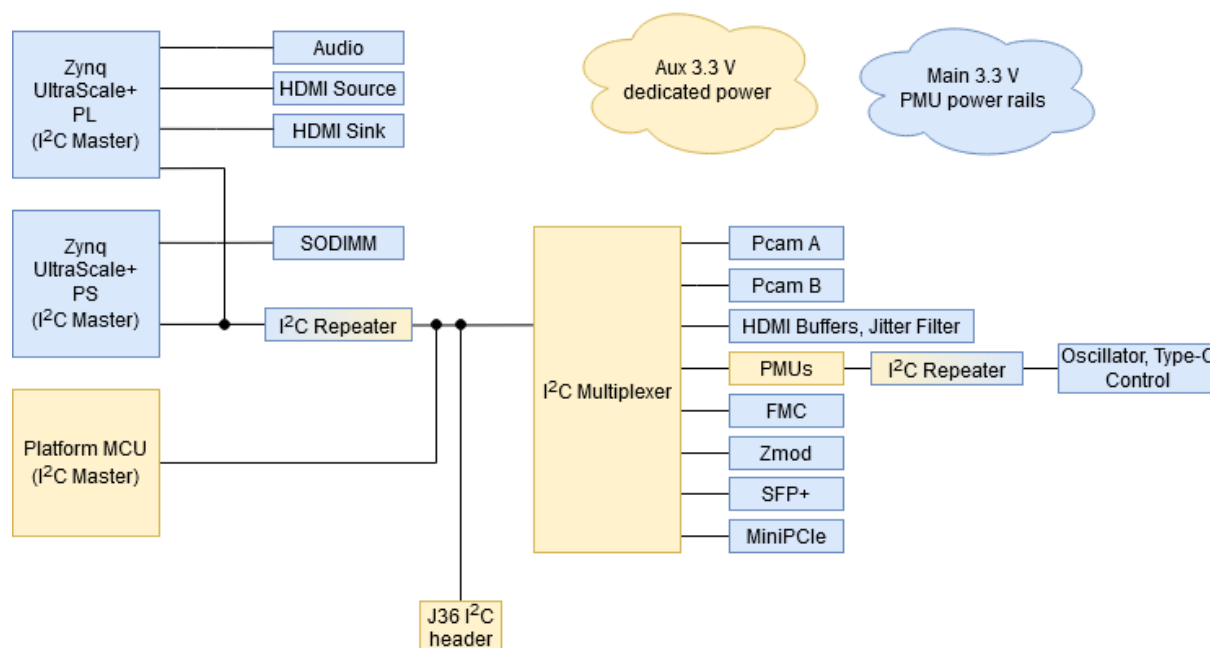 Zynq
UltraScale+
PL
(I²C Master)
Audio
HDMI Source
HDMI Sink
Aux 3.3 V
dedicated power
Main 3.3 V
PMU power rails
Zynq
UltraScale+
PS
(I²C Master)
SODIMM
I²C Repeater
Platform MCU
(I²C Master)
J36 I²C
header
I²C Multiplexer
Pcam A
Pcam B
HDMI Buffers, Jitter Filter
PMUs
I²C Repeater
Oscillator, Type-C
Control
FMC
Zmod
SFP+
MiniPCIe